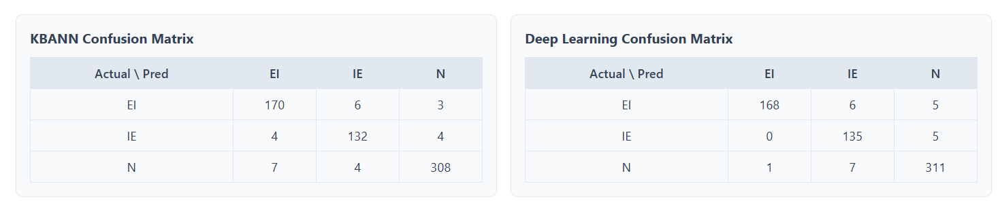 KBANN Confusion Matrix
Actual \ Pred EI IE N
EI 170 6 3
IE 4 132 4
N 7 4 308
Deep Learning Confusion Matrix
Actual \ Pred EI IE N
EI 168 6 5
IE 0 135 5
N 1 7 311